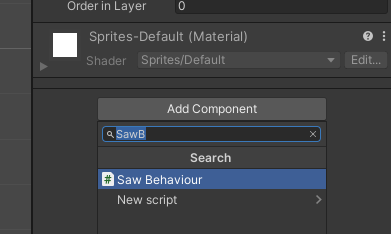 Order in Layer 0
Sprites-Default (Material)
Shader Sprites/Default Edit...
Add Component
SawB
Search
Saw Behaviour
New script